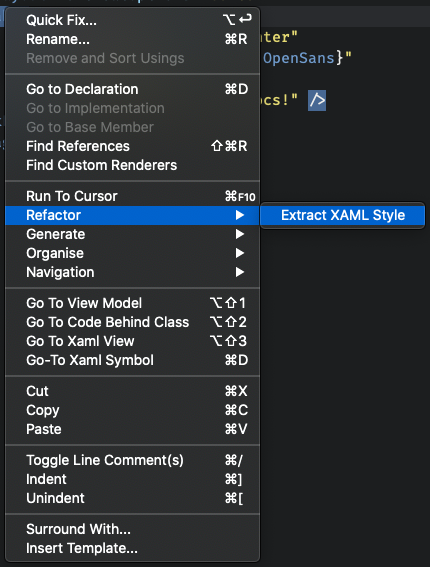 Quick Fix... ⌥↩
Rename... ⌘R
nter"
Remove and Sort Usings
OpenSans}"
Go to Declaration ⌘D
ocs!" />
Go to Implementation
Go to Base Member
Find References ⇧⌘R
Find Custom Renderers
Run To Cursor ⌘F10
Refactor ▶
Extract XAML Style
Generate ▶
Organise ▶
Navigation ▶
Go To View Model ⌥⇧1
Go To Code Behind Class ⌥⇧2
Go To Xaml View ⌥⇧3
Go-To Xaml Symbol ⌘D
Cut ⌘X
Copy ⌘C
Paste ⌘V
Toggle Line Comment(s) ⌘/
Indent ⌘]
Unindent ⌘[
Surround With...
Insert Template...